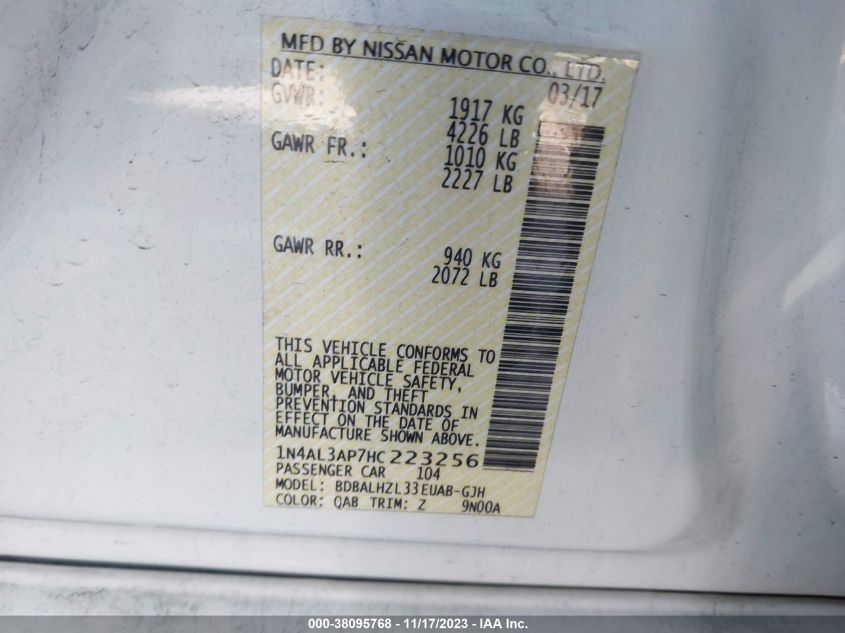 MFD BY NISSAN MOTOR CO., LTD.
DATE: 03/17
GVWR: 1917 KG
4226 LB
GAWR FR.: 1010 KG
2227 LB
GAWR RR.: 940 KG
2072 LB
THIS VEHICLE CONFORMS TO
ALL APPLICABLE FEDERAL
MOTOR VEHICLE SAFETY,
BUMPER, AND THEFT
PREVENTION STANDARDS IN
EFFECT ON THE DATE OF
MANUFACTURE SHOWN ABOVE.
1N4AL3AP7HC223256
PASSENGER CAR 104
MODEL: BDBALHZL33EUAB-GJH
COLOR: QAB TRIM: Z 9N00A
000-38095768 - 11/17/2023 - IAA Inc.